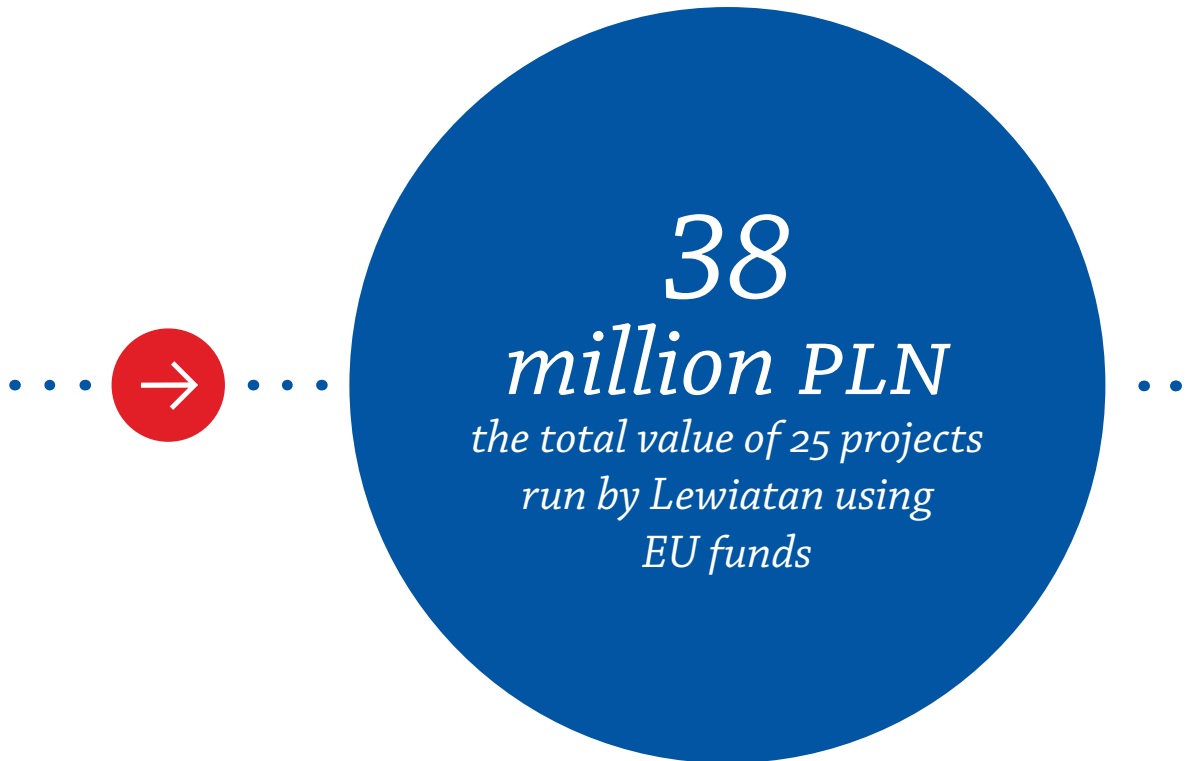 38
million PLN
the total value of 25 projects
run by Lewiatan using
EU funds